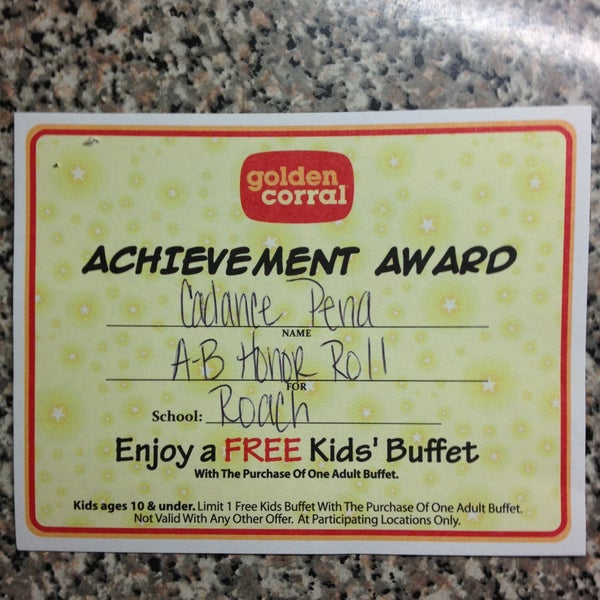 golden
corral
ACHIEVEMENT AWARD
Cadance Pena
NAME
A-B Honor Roll
FOR
School: Roach
Enjoy a FREE Kids' Buffet
With The Purchase Of One Adult Buffet.
Kids ages 10 & under. Limit 1 Free Kids Buffet With The Purchase Of One Adult Buffet.
Not Valid With Any Other Offer. At Participating Locations Only.